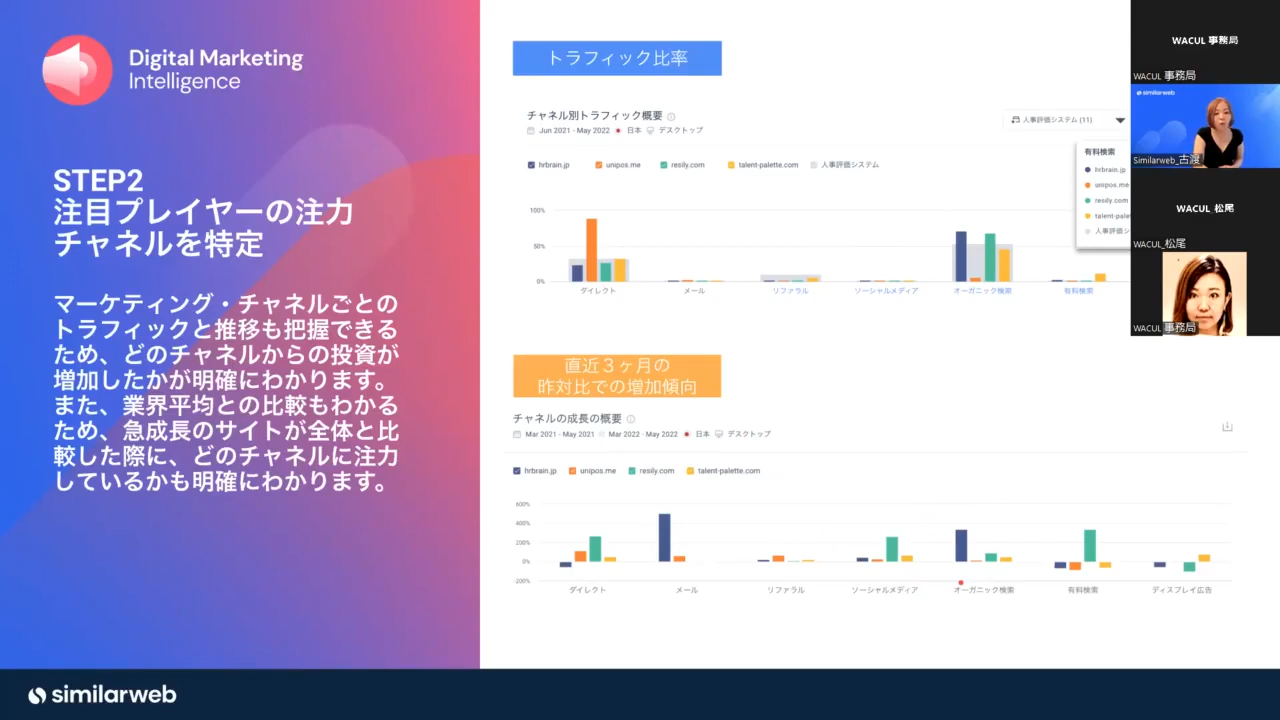 Digital Marketing
Intelligence
STEP2
注目プレイヤーの注力
チャネルを特定
マーケティング・チャネルごとの
トラフィックと推移も把握できる
ため、どのチャネルからの投資が
増加したかが明確にわかります。
また、業界平均との比較もわかる
ため、急成長のサイトが全体と比
較した際に、どのチャネルに注力
しているかも明確にわかります。
similarweb
トラフィック比率
チャネル別トラフィック概要
Jun 2021 - May 2022 日本 デスクトップ
人事評価システム (11)
hrbrain.jp unipos.me resily.com talent-palette.com 人事評価システム
有料検索
hrbrain.jp
unipos.me
resily.com
talent-pale
人事評価シ
100%
50%
0%
ダイレクト メール リファラル ソーシャルメディア オーガニック検索 有料検索
直近３ヶ月の
昨対比での増加傾向
チャネルの成長の概要
Mar 2021 - May 2021 Mar 2022 - May 2022 日本 デスクトップ
hrbrain.jp unipos.me resily.com talent-palette.com
600%
400%
200%
0%
-200%
ダイレクト メール リファラル ソーシャルメディア オーガニック検索 有料検索 ディスプレイ広告
WACUL 事務局
WACUL 事務局
similarweb
Similarweb_古渡
WACUL 松尾
WACUL_松尾
WACUL 事務局